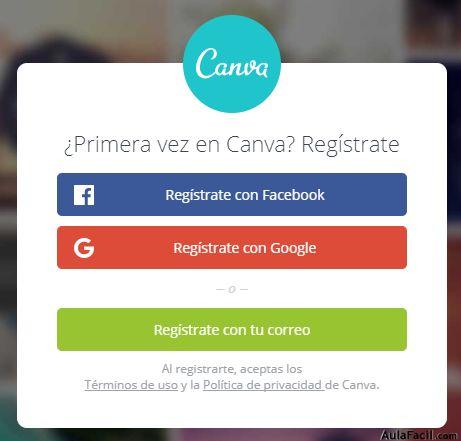 Canva
¿Primera vez en Canva? Regístrate
Regístrate con Facebook
G Regístrate con Google
— o —
Regístrate con tu correo
Al registrarte, aceptas los
Términos de uso y la Política de privacidad de Canva.
AulaFacil.com